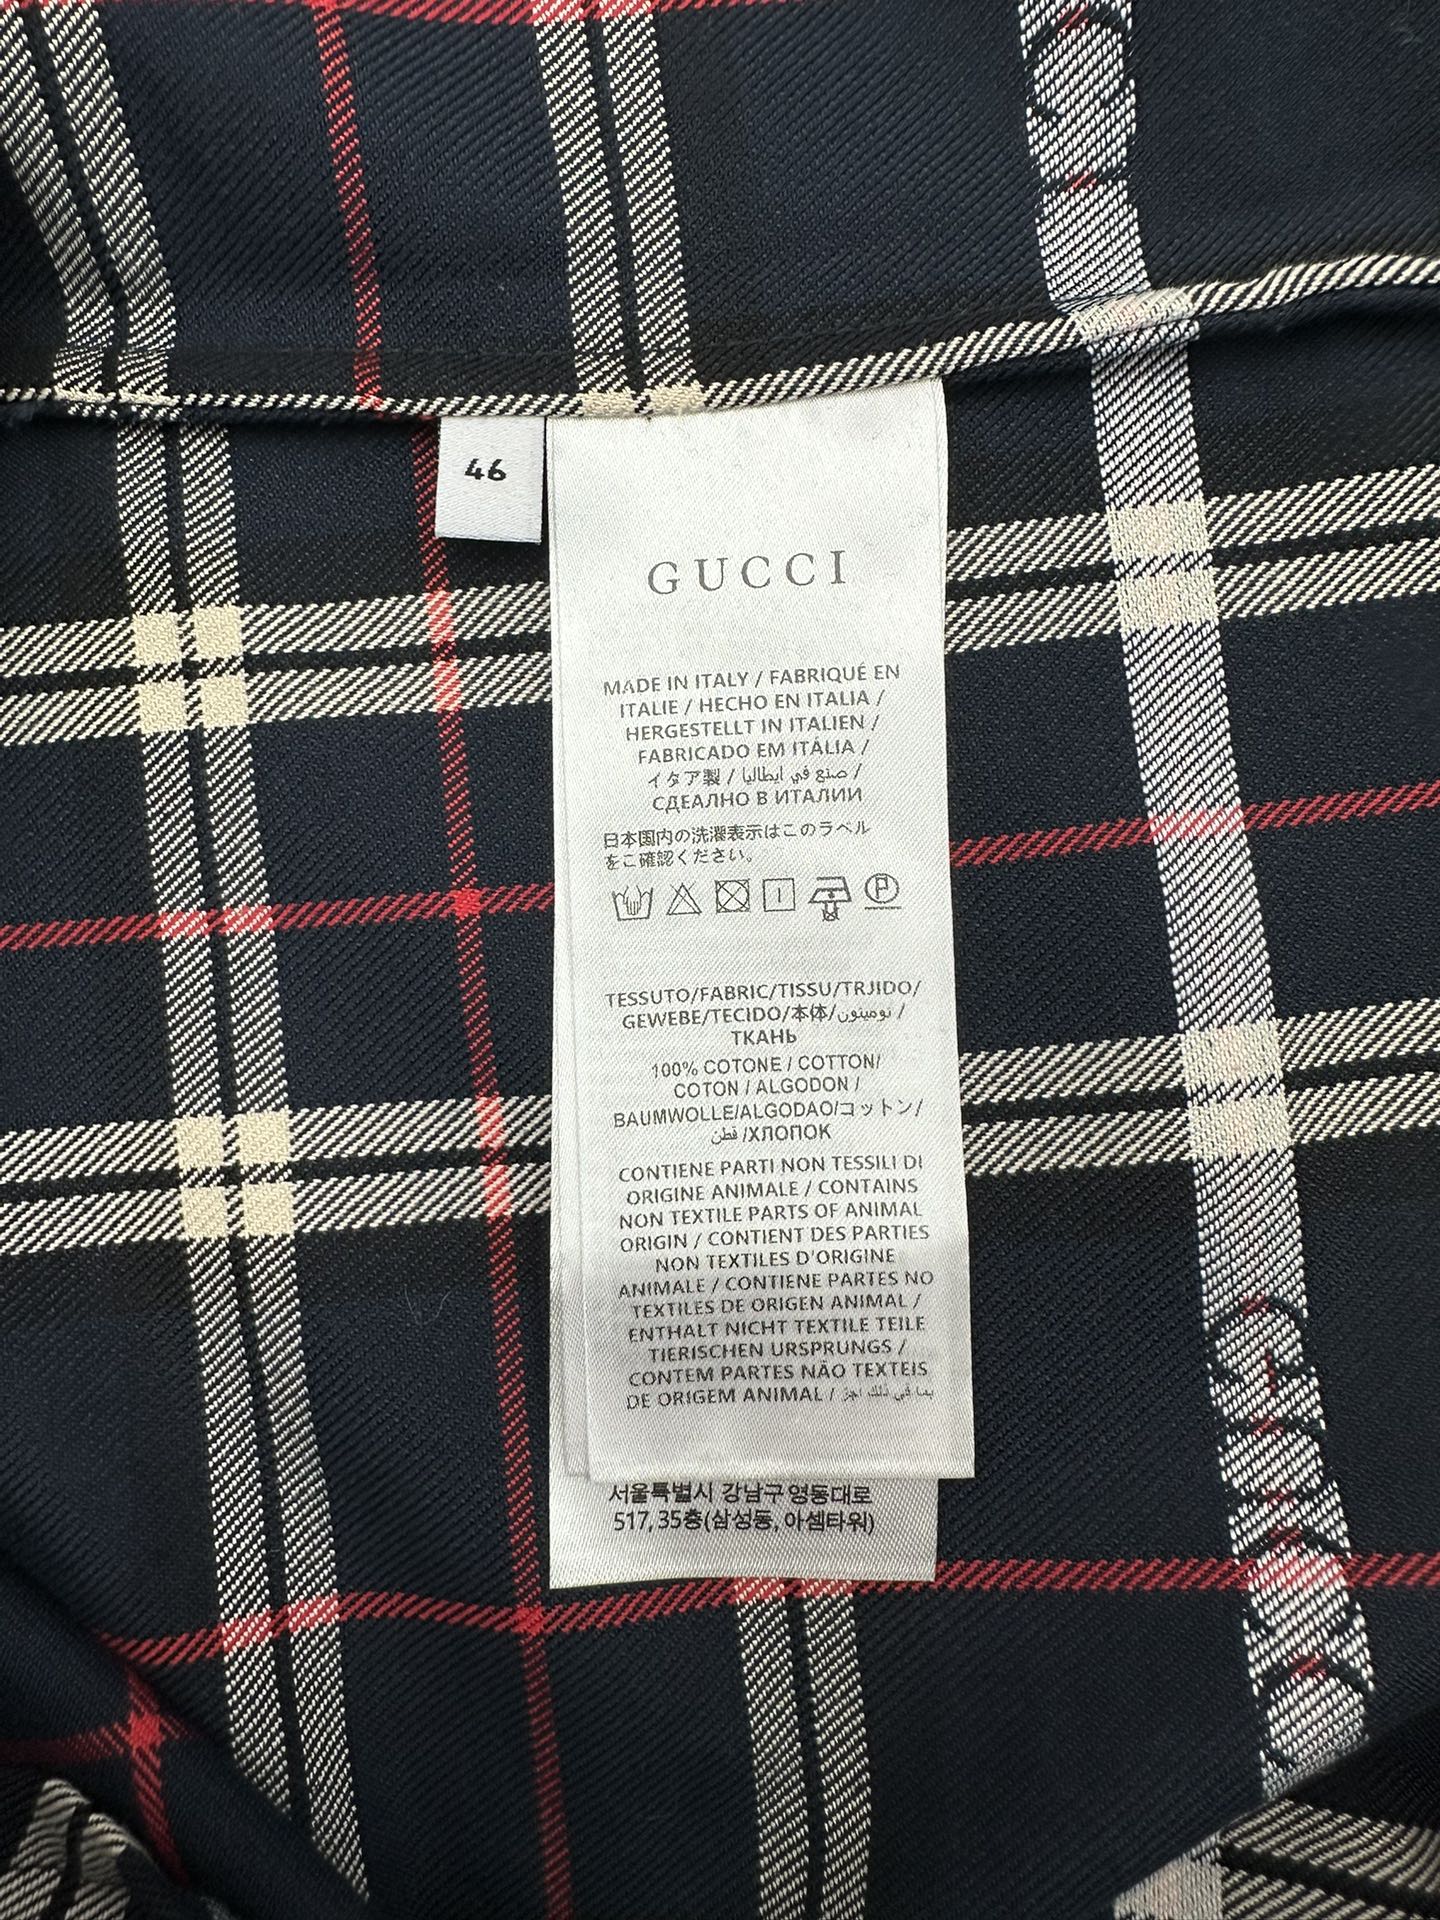 46
GUCCI
MADE IN ITALY / FABRIQUÉ EN
ITALIE / HECHO EN ITALIA /
HERGESTELLT IN ITALIEN /
FABRICADO EM ITÁLIA /
イタア製 / صنع في ايطاليا /
СДЕАЛНО В ИТАЛИИ
日本国内の洗濯表示はこのラベル
をこ確認ください。
TESSUTO/FABRIC/TISSU/TRJIDO/
GEWEBE/TECIDO/本体/نومينون /
ТКАНЬ
100% COTONE / COTTON/
COTON / ALGODON /
BAUMWOLLE/ALGODAO/コットン/
قطن /ХЛОПОК
CONTIENE PARTI NON TESSILI DI
ORIGINE ANIMALE / CONTAINS
NON TEXTILE PARTS OF ANIMAL
ORIGIN / CONTIENT DES PARTIES
NON TEXTILES D'ORIGINE
ANIMALE / CONTIENE PARTES NO
TEXTILES DE ORIGEN ANIMAL /
ENTHALT NICHT TEXTILE TEILE
TIERISCHEN URSPRUNGS /
CONTEM PARTES NÃO TEXTEIS
DE ORIGEM ANIMAL / بما في ذلك اجز
서울특별시 강남구 영동대로
517, 35층(삼성동, 아셈타워)